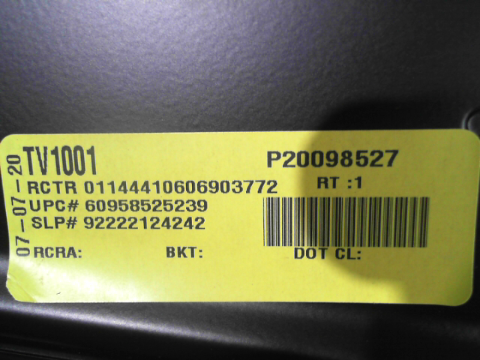 07-07-20
TV1001
P20098527
RCTR 01144410606903772
RT :1
UPC# 60958525239
SLP# 92222124242
RCRA:
BKT:
DOT CL: